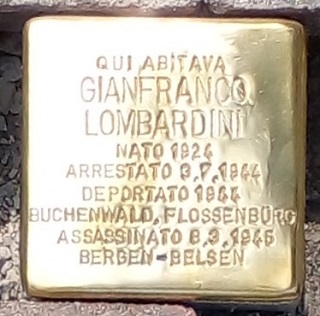 QUI ABITAVA
GIANFRANCO
LOMBARDINI
NATO 1924
ARRESTATO 3.7.1944
DEPORTATO 1944
BUCHENWALD, FLOSSENBÜRG
ASSASSINATO 8.3.1945
BERGEN-BELSEN